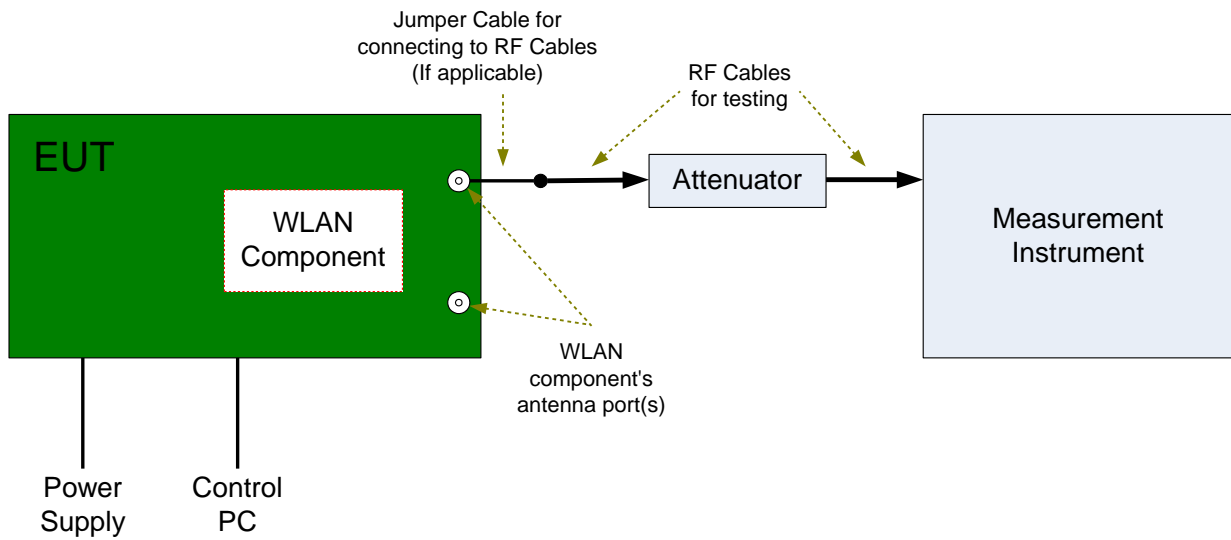 Jumper Cable for
connecting to RF Cables
(If applicable)
RF Cables
for testing
EUT
WLAN
Component
Attenuator
Measurement
Instrument
WLAN
component's
antenna port(s)
Power
Supply
Control
PC